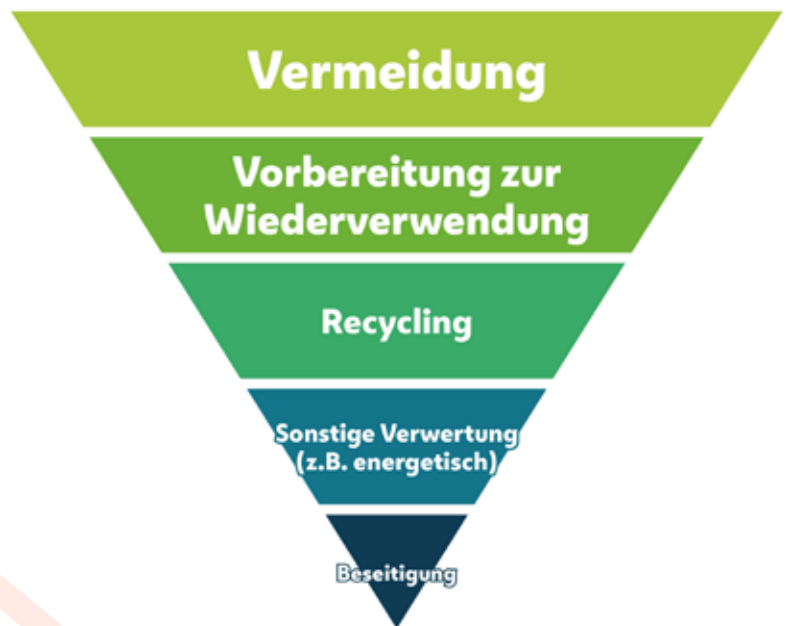 Vermeidung
Vorbereitung zur
Wiederverwendung
Recycling
Sonstige Verwertung
(z.B. energetisch)
Beseitigung